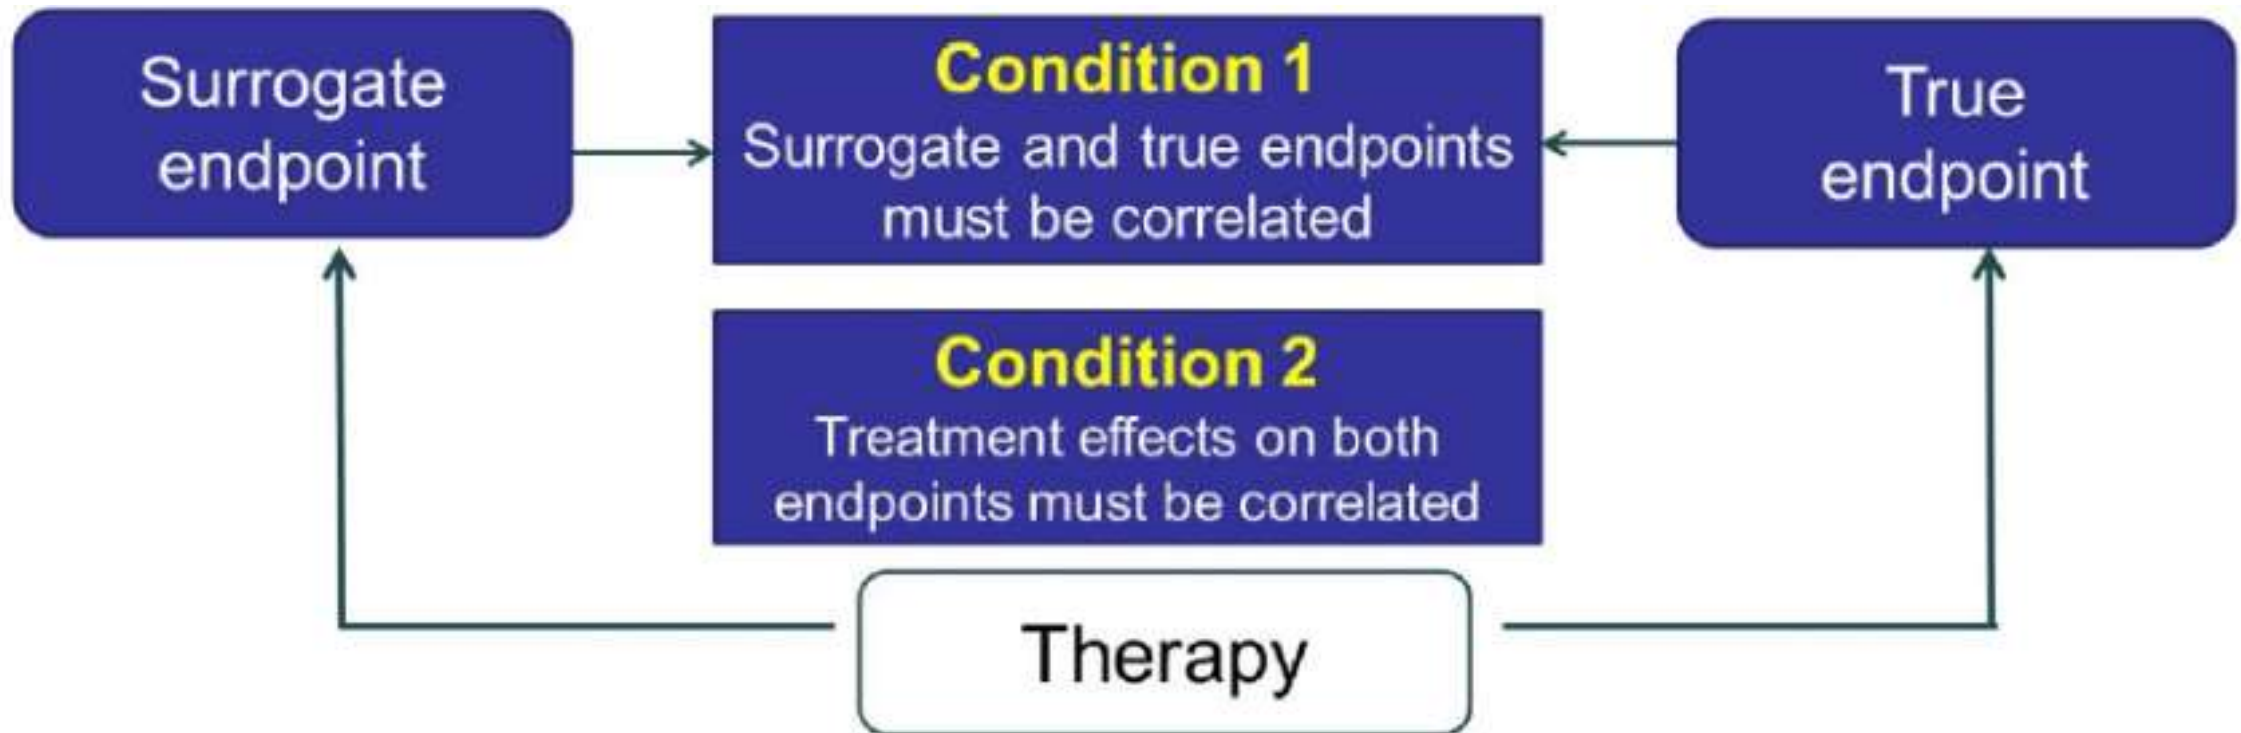 Surrogate
endpoint
Condition 1
Surrogate and true endpoints
must be correlated
True
endpoint
Condition 2
Treatment effects on both
endpoints must be correlated
Therapy